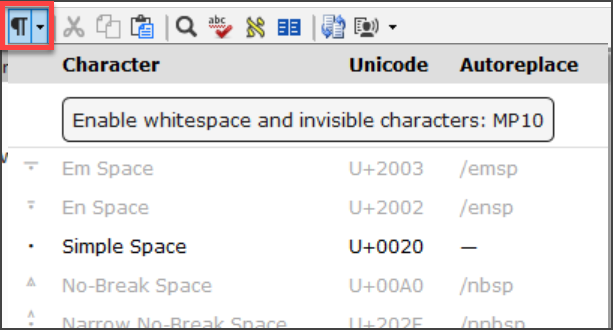 ¶
abc
Character Unicode Autoreplace
Enable whitespace and invisible characters: MP10
Em Space U+2003 /emsp
En Space U+2002 /ensp
Simple Space U+0020 —
No-Break Space U+00A0 /nbsp
Narrow No-Break Space U+202F /nnbsp